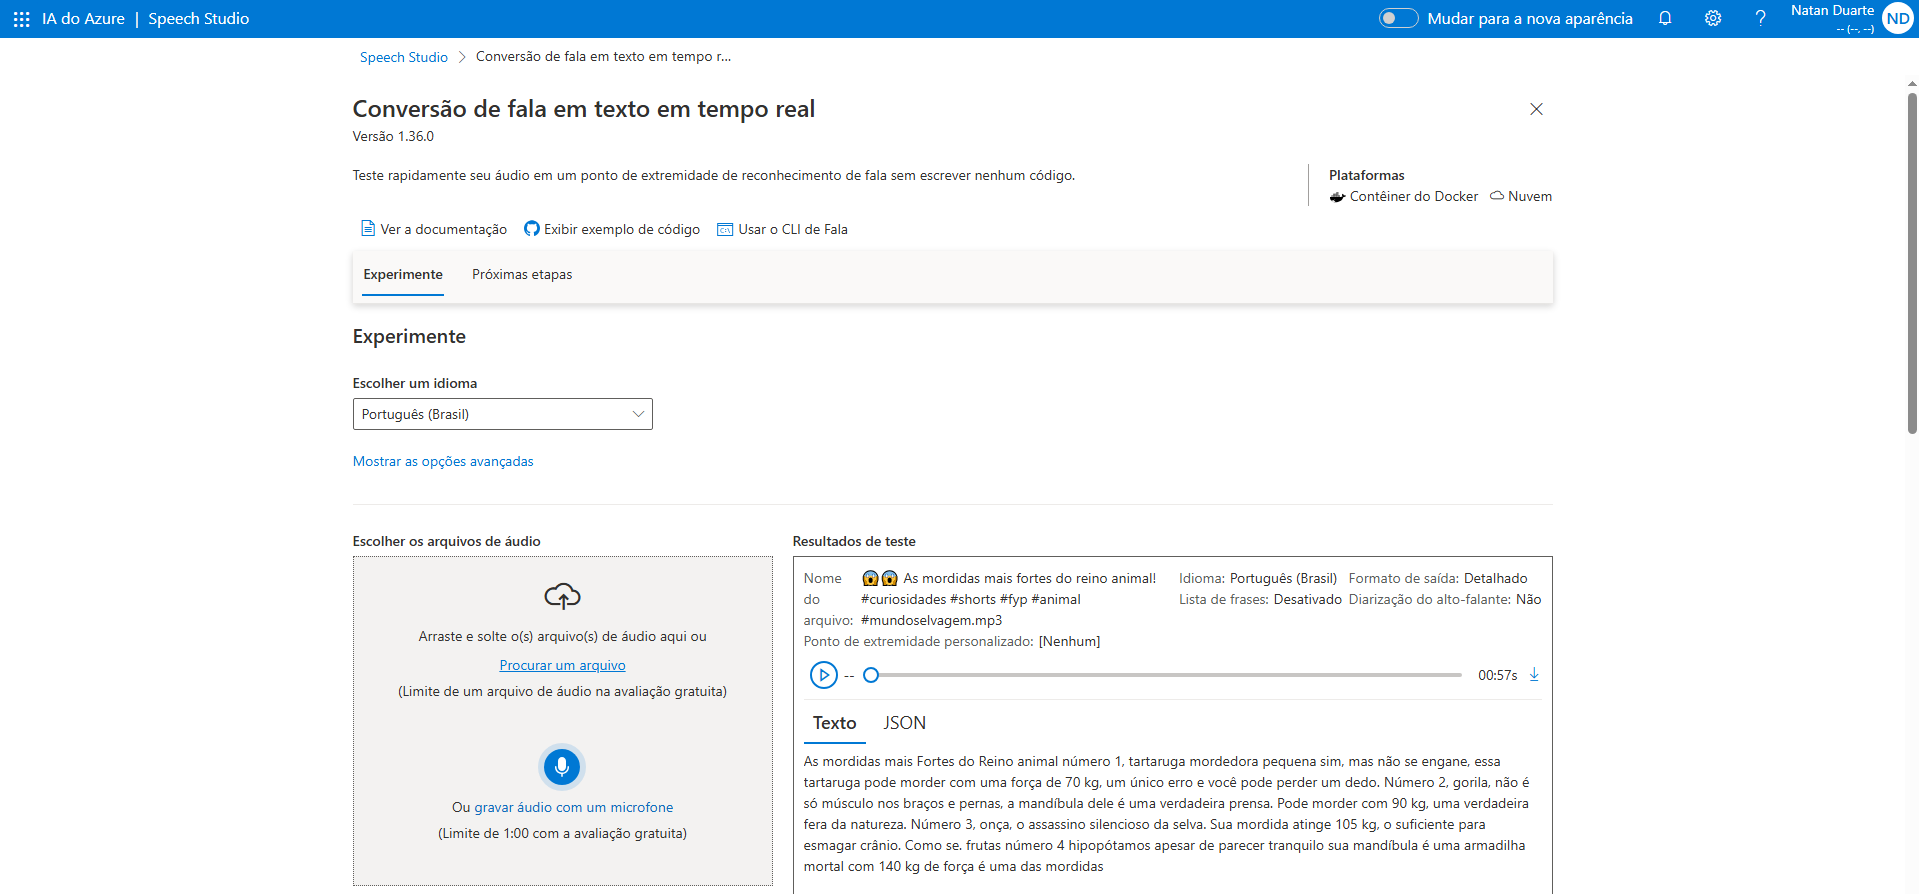 IA do Azure | Speech Studio
Mudar para a nova aparência
Natan Duarte
-- (--, --)
ND
Speech Studio > Conversão de fala em texto em tempo r...
Conversão de fala em texto em tempo real
Versão 1.36.0
Teste rapidamente seu áudio em um ponto de extremidade de reconhecimento de fala sem escrever nenhum código.
Plataformas
Contêiner do Docker Nuvem
Ver a documentação Exibir exemplo de código Usar o CLI de Fala
Experimente Próximas etapas
Experimente
Escolher um idioma
Português (Brasil)
Mostrar as opções avançadas
Escolher os arquivos de áudio
Arraste e solte o(s) arquivo(s) de áudio aqui ou
Procurar um arquivo
(Limite de um arquivo de áudio na avaliação gratuita)
Ou gravar áudio com um microfone
(Limite de 1:00 com a avaliação gratuita)
Resultados de teste
Nome 😱😱 As mordidas mais fortes do reino animal!
do #curiosidades #shorts #fyp #animal
arquivo: #mundoselvagem.mp3
Idioma: Português (Brasil) Formato de saída: Detalhado
Lista de frases: Desativado Diarização do alto-falante: Não
Ponto de extremidade personalizado: [Nenhum]
-- 00:57s
Texto JSON
As mordidas mais Fortes do Reino animal número 1, tartaruga mordedora pequena sim, mas não se engane, essa
tartaruga pode morder com uma força de 70 kg, um único erro e você pode perder um dedo. Número 2, gorila, não é
só músculo nos braços e pernas, a mandíbula dele é uma verdadeira prensa. Pode morder com 90 kg, uma verdadeira
fera da natureza. Número 3, onça, o assassino silencioso da selva. Sua mordida atinge 105 kg, o suficiente para
esmagar crânio. Como se. frutas número 4 hipopótamos apesar de parecer tranquilo sua mandíbula é uma armadilha
mortal com 140 kg de força é uma das mordidas